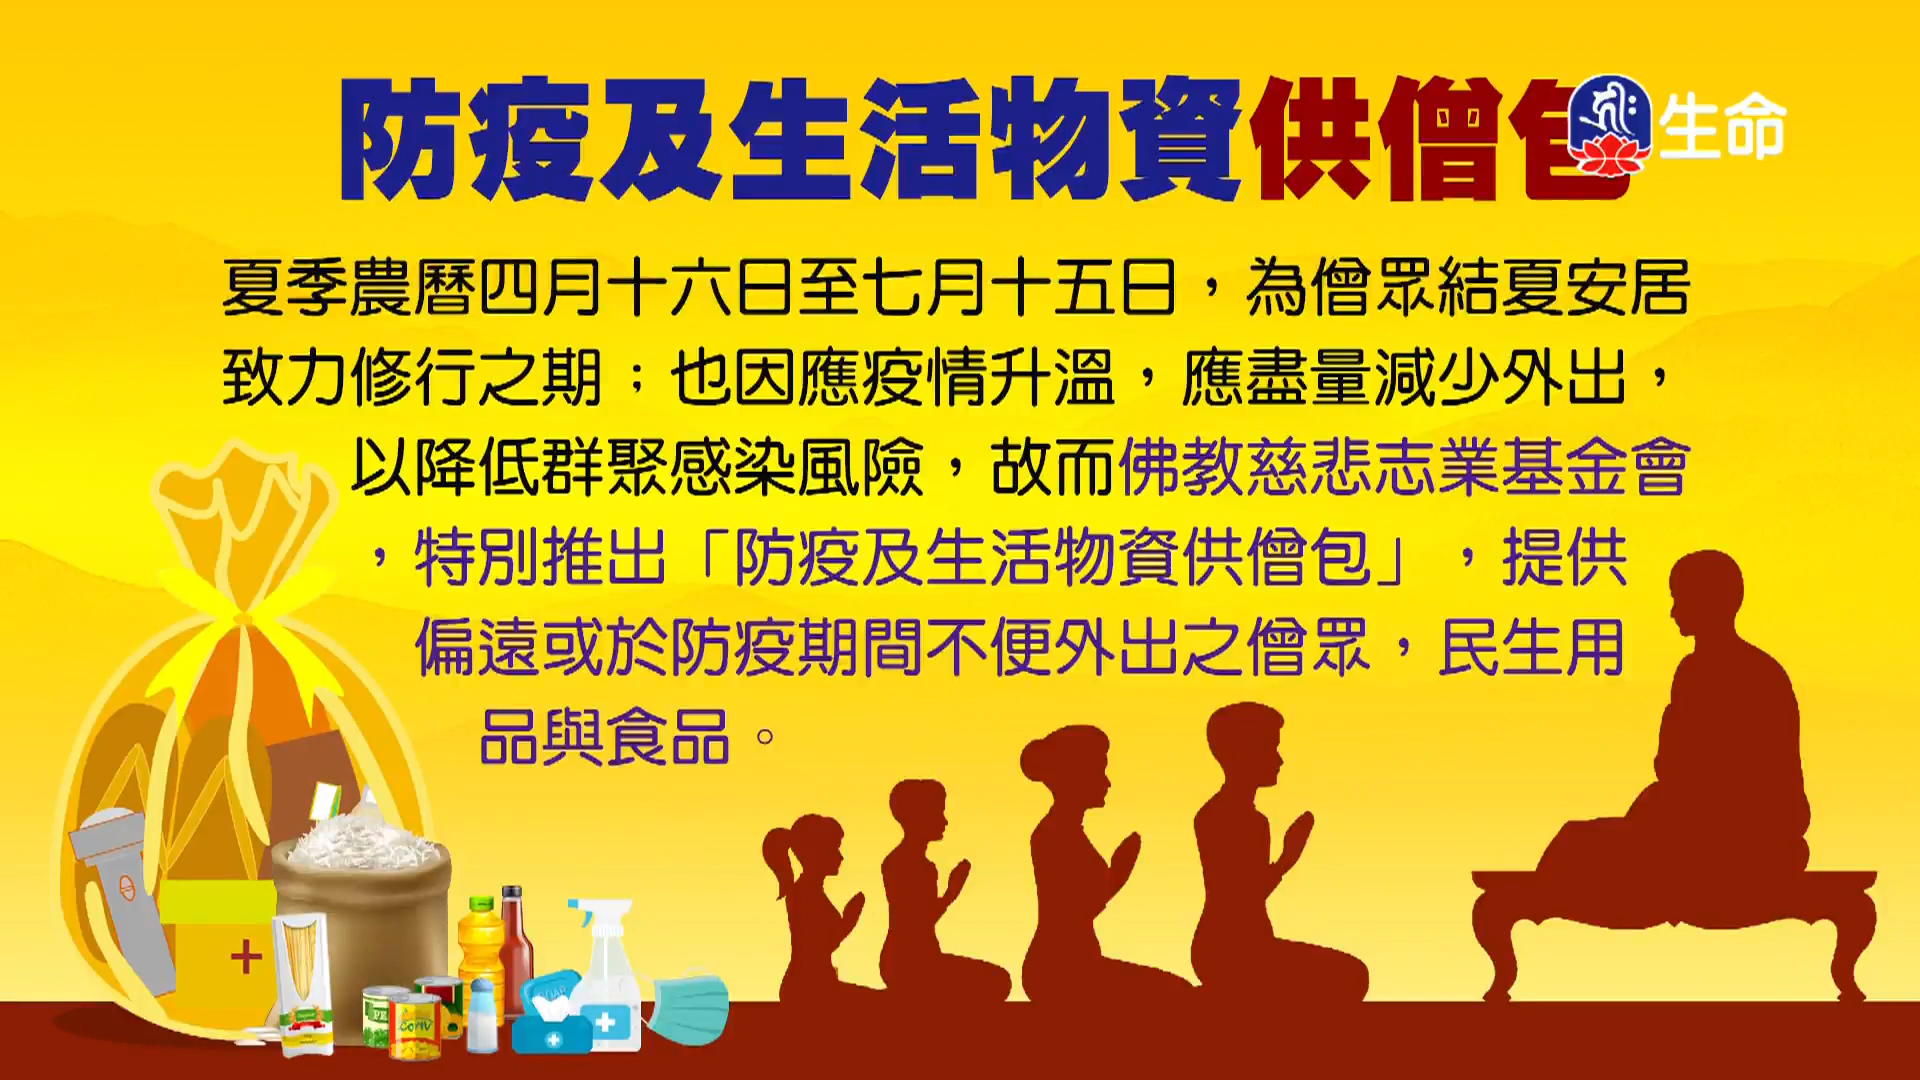 防疫及生活物資供僧包
生命
夏季農曆四月十六日至七月十五日，為僧眾結夏安居
致力修行之期；也因應疫情升溫，應盡量減少外出，
以降低群聚感染風險，故而佛教慈悲志業基金會
，特別推出「防疫及生活物資供僧包」，提供
偏遠或於防疫期間不便外出之僧眾，民生用
品與食品。
PE
CORN
SOAP